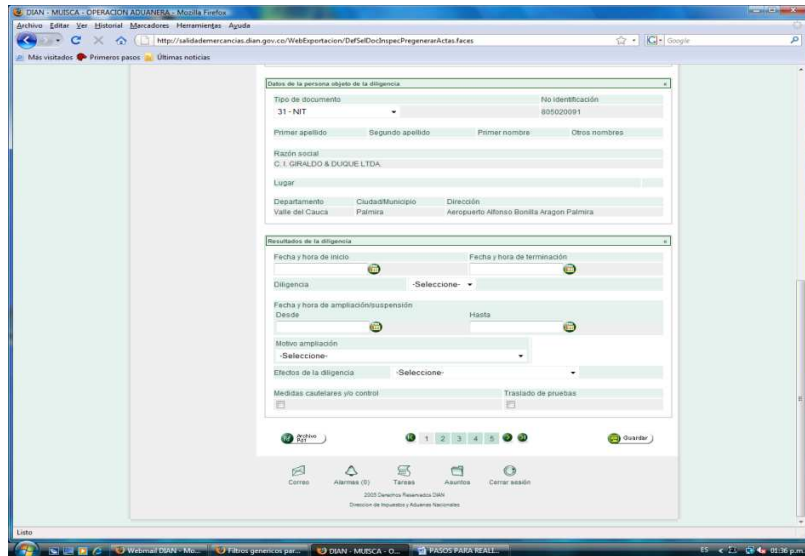 DIAN - MUISCA - OPERACION ADUANERA - Mozilla Firefox
Archivo Editar Ver Historial Marcadores Herramientas Ayuda
http://salidademercancias.dian.gov.co/WebExportacion/DefSelDocInspecPregenerarActas.faces
Google
Más visitados Primeros pasos Últimas noticias
Datos de la persona objeto de la diligencia
Tipo de documento No identificación
31 - NIT 805020091
Primer apellido Segundo apellido Primer nombre Otros nombres
Razón social
C. I. GIRALDO & DUQUE LTDA.
Lugar
Departamento Ciudad/Municipio Dirección
Valle del Cauca Palmira Aeropuerto Alfonso Bonilla Aragon Palmira
Resultados de la diligencia
Fecha y hora de inicio Fecha y hora de terminación
Diligencia -Seleccione-
Fecha y hora de ampliación/suspensión
Desde Hasta
Motivo ampliación
-Seleccione-
Efectos de la diligencia -Seleccione-
Medidas cautelares y/o control Traslado de pruebas
Archivo 1 2 3 4 5 Guardar
Correo Alarmas (0) Tareas Asuntos Cerrar sesión
2005 Derechos Reservados DIAN
Direccion de Impuestos y Aduanas Nacionales
Listo
Webmail DIAN - Mo... Filtros genericos par... DIAN - MUISCA - O... PASOS PARA REALI... ES 01:36 p.m.